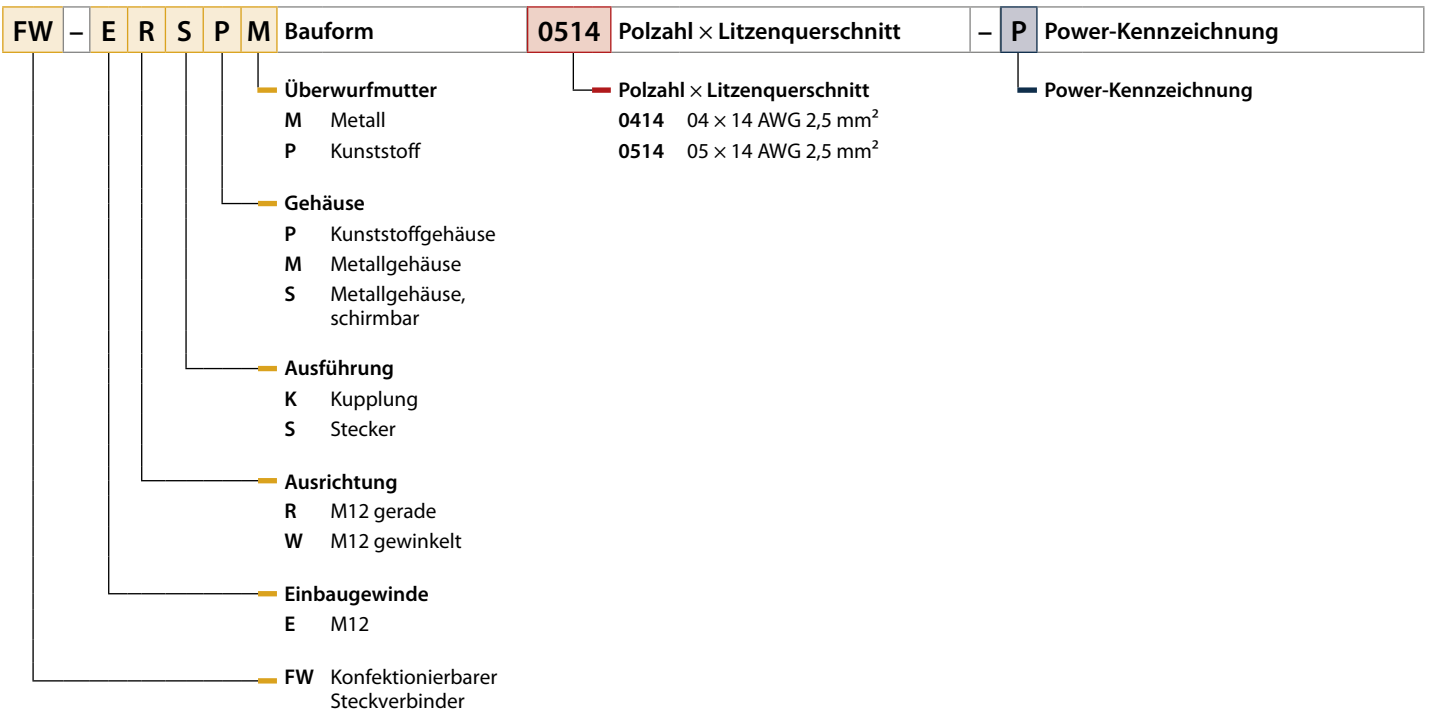 FW – E R S P M Bauform 0514 Polzahl × Litzenquerschnitt – P Power-Kennzeichnung
Überwurfmutter
M Metall
P Kunststoff
Gehäuse
P Kunststoffgehäuse
M Metallgehäuse
S Metallgehäuse,
schirmbar
Ausführung
K Kupplung
S Stecker
Ausrichtung
R M12 gerade
W M12 gewinkelt
Einbaugewinde
E M12
FW Konfektionierbarer
Steckverbinder
Polzahl × Litzenquerschnitt
0414 04 × 14 AWG 2,5 mm²
0514 05 × 14 AWG 2,5 mm²
Power-Kennzeichnung